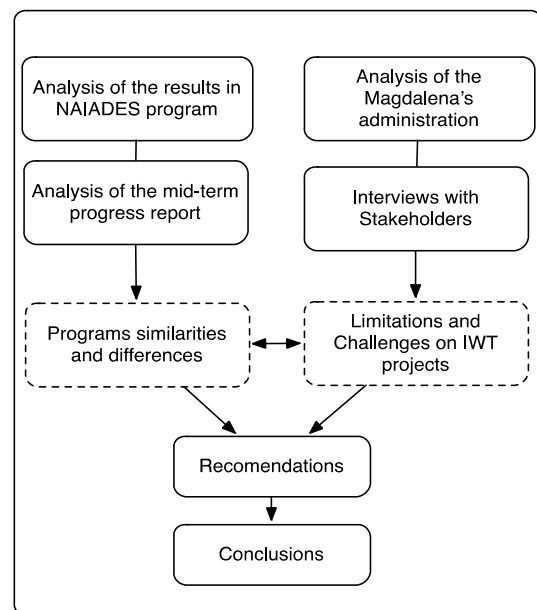 Analysis of the results in
NAIADES program
Analysis of the
Magdalena's
administration
Analysis of the mid-term
progress report
Interviews with
Stakeholders
Programs similarities
and differences
Limitations and
Challenges on IWT
projects
Recomendations
Conclusions